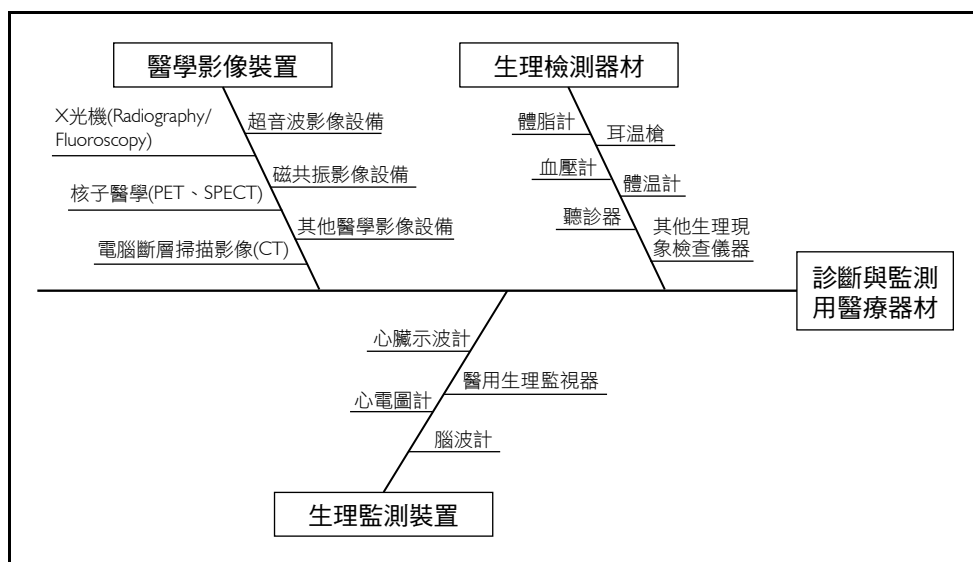 醫學影像裝置
生理檢測器材
X光機(Radiography/
Fluoroscopy)
超音波影像設備
核子醫學(PET、SPECT)
磁共振影像設備
電腦斷層掃描影像(CT)
其他醫學影像設備
體脂計
耳温槍
血壓計
體温計
聽診器
其他生理現
象檢查儀器
診斷與監測
用醫療器材
心臟示波計
醫用生理監視器
心電圖計
腦波計
生理監測裝置